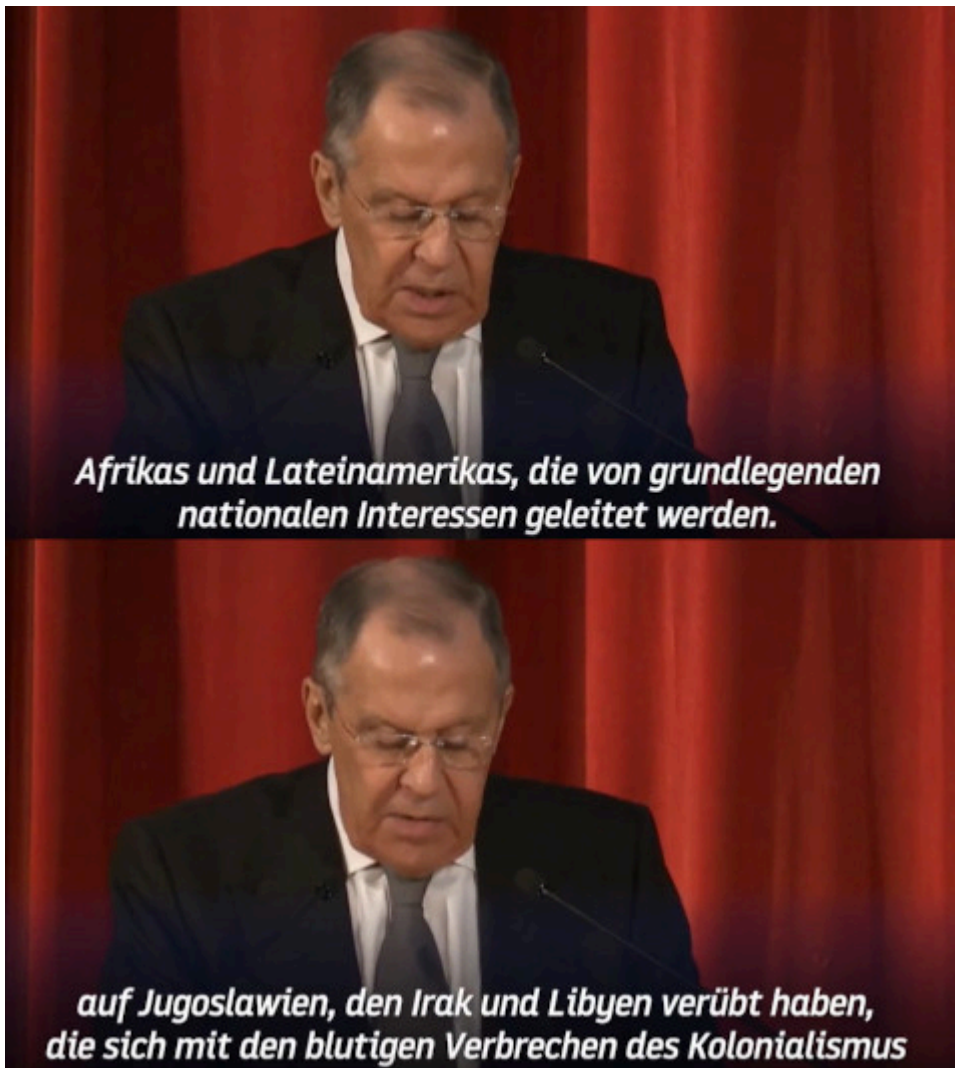 Afrikas und Lateinamerikas, die von grundlegenden
nationalen Interessen geleitet werden.
auf Jugoslawien, den Irak und Libyen verübt haben,
die sich mit den blutigen Verbrechen des Kolonialismus